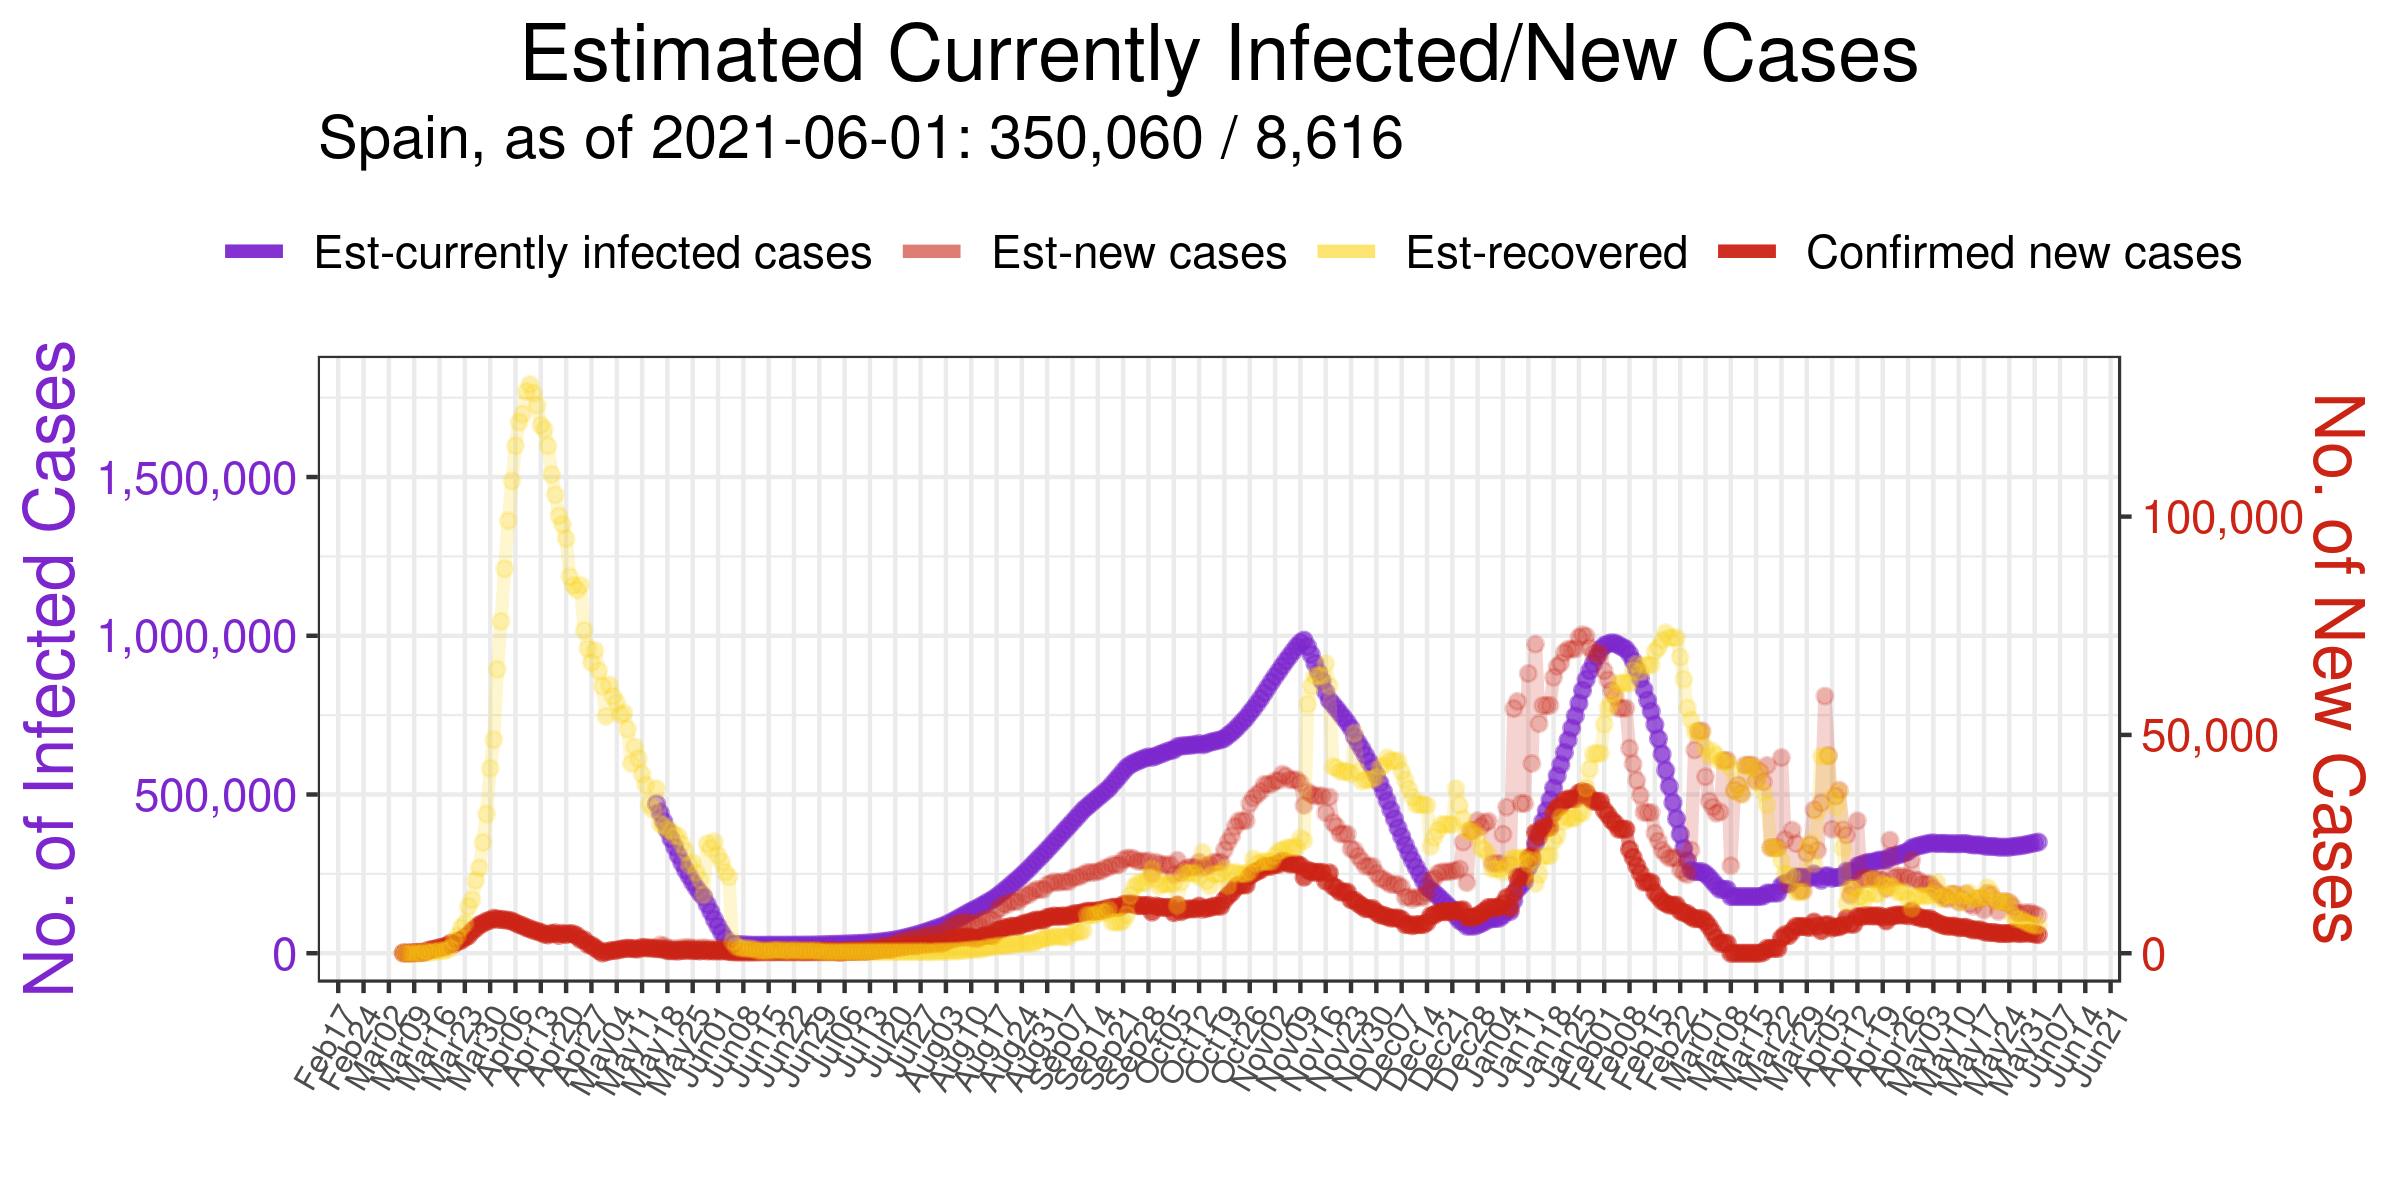 Estimated Currently Infected/New Cases
Spain, as of 2021-06-01: 350,060 / 8,616
Est-currently infected cases Est-new cases Est-recovered Confirmed new cases
No. of Infected Cases
1,500,000
1,000,000
500,000
0
No. of New Cases
100,000
50,000
0
Feb17 Feb24 Mar02 Mar09 Mar16 Mar23 Mar30 Apr06 Apr13 Apr20 Apr27 May04 May11 May18 May25 Jun01 Jun08 Jun15 Jun22 Jun29 Jul06 Jul13 Jul20 Jul27 Aug03 Aug10 Aug17 Aug24 Aug31 Sep07 Sep14 Sep21 Sep28 Oct05 Oct12 Oct19 Oct26 Nov02 Nov09 Nov16 Nov23 Nov30 Dec07 Dec14 Dec21 Dec28 Jan04 Jan11 Jan18 Jan25 Feb01 Feb08 Feb15 Feb22 Mar01 Mar08 Mar15 Mar22 Mar29 Apr05 Apr12 Apr19 Apr26 May03 May10 May17 May24 May31 Jun07 Jun14 Jun21